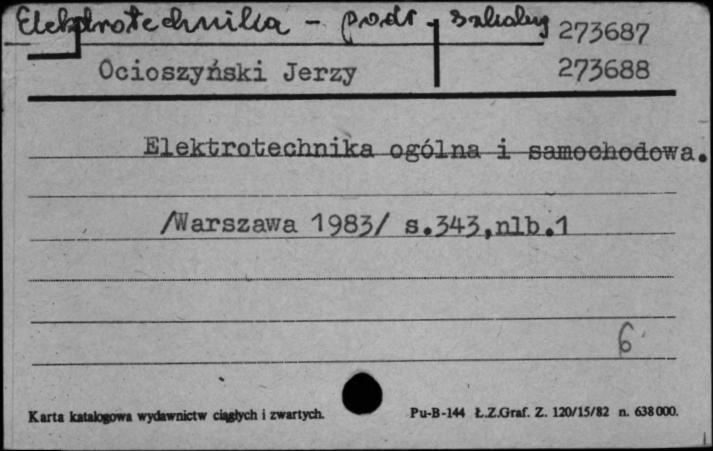 Elektrotechnika - podr. szkolny 273687
Ocioszyński Jerzy 273688
Elektrotechnika ogólna i samochodowa.
/Warszawa 1983/ s.343,nlb.1
6
Karta katalogowa wydawnictw ciągłych i zwartych. Pu-B-144 Ł.Z.Graf. Z. 120/15/82 n. 638000.